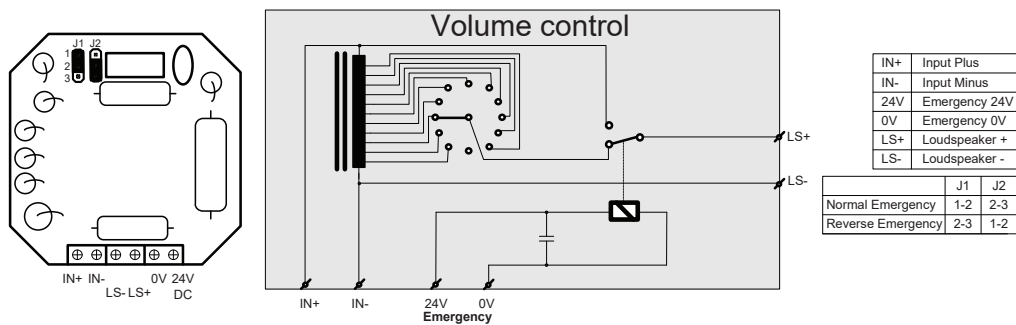 J1 J2
1
2
3
IN+ IN- 0V 24V
LS- LS+ DC
Volume control
LS+
LS-
IN+ IN- 24V 0V
Emergency
IN+ Input Plus
IN- Input Minus
24V Emergency 24V
0V Emergency 0V
LS+ Loudspeaker +
LS- Loudspeaker -
J1 J2
Normal Emergency 1-2 2-3
Reverse Emergency 2-3 1-2